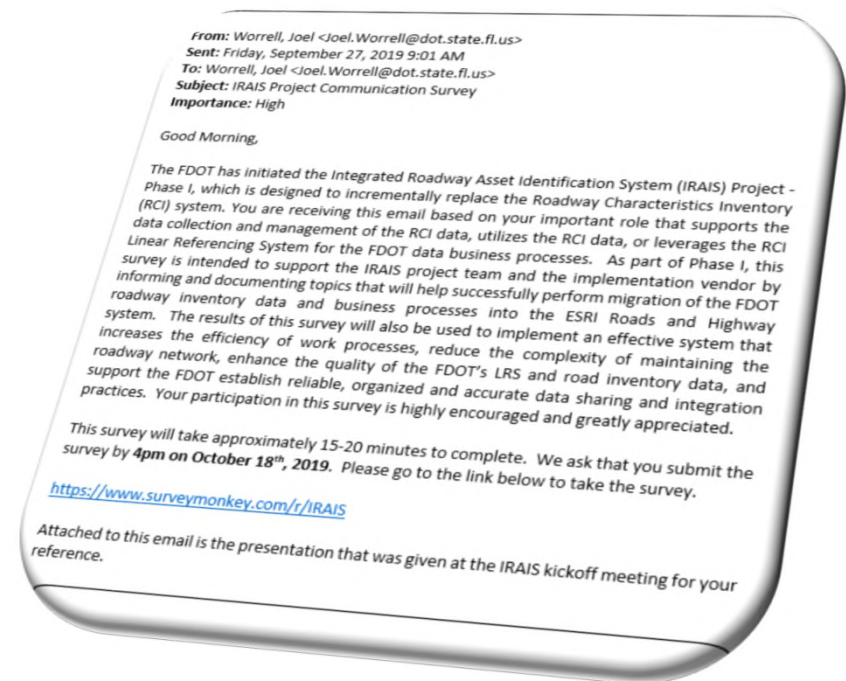 From: Worrell, Joel <Joel.Worrell@dot.state.fl.us>
Sent: Friday, September 27, 2019 9:01 AM
To: Worrell, Joel <Joel.Worrell@dot.state.fl.us>
Subject: IRAIS Project Communication Survey
Importance: High
Good Morning,
The FDOT has initiated the Integrated Roadway Asset Identification System (IRAIS) Project -
Phase I, which is designed to incrementally replace the Roadway Characteristics Inventory
(RCI) system. You are receiving this email based on your important role that supports the
data collection and management of the RCI data, utilizes the RCI data, or leverages the RCI
Linear Referencing System for the FDOT data business processes. As part of Phase I, this
survey is intended to support the IRAIS project team and the implementation vendor by
informing and documenting topics that will help successfully perform migration of the FDOT
roadway inventory data and business processes into the ESRI Roads and Highway
system. The results of this survey will also be used to implement an effective system that
increases the efficiency of work processes, reduce the complexity of maintaining the
roadway network, enhance the quality of the FDOT's LRS and road inventory data, and
support the FDOT establish reliable, organized and accurate data sharing and integration
practices. Your participation in this survey is highly encouraged and greatly appreciated.
This survey will take approximately 15-20 minutes to complete. We ask that you submit the
survey by 4pm on October 18th, 2019. Please go to the link below to take the survey.
https://www.surveymonkey.com/r/IRAIS
Attached to this email is the presentation that was given at the IRAIS kickoff meeting for your
reference.